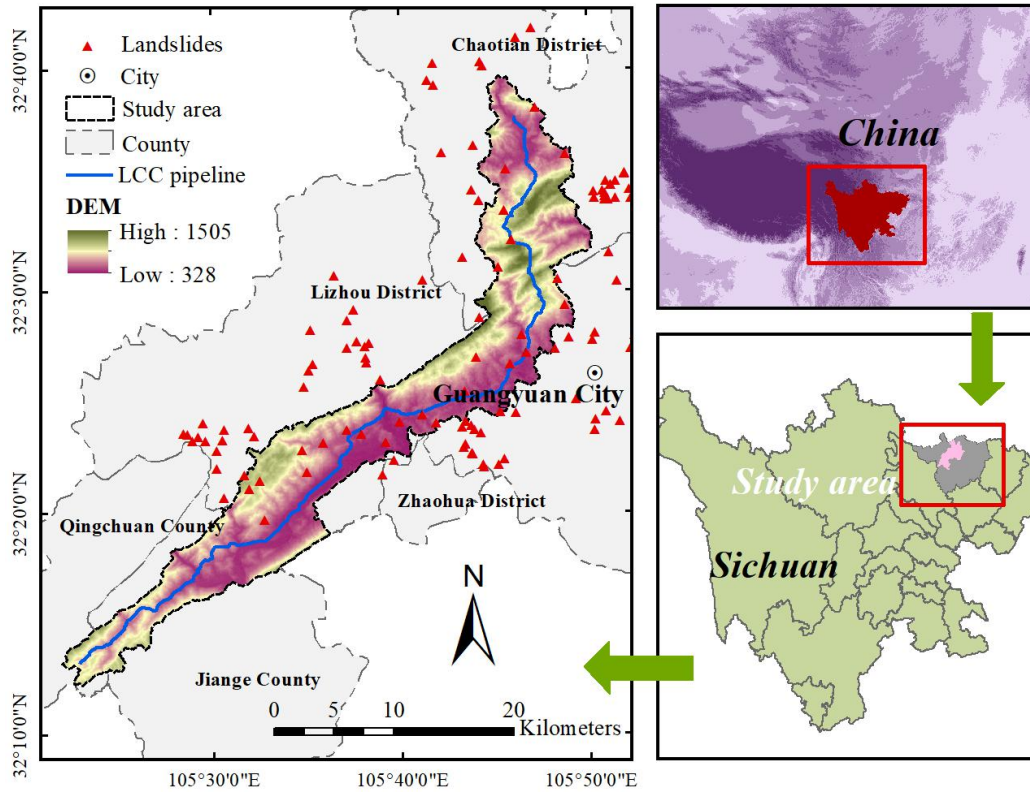 Landslides
City
Study area
County
LCC pipeline
DEM
High : 1505
Low : 328
Chaotian District
Lizhou District
Guangyuan City
Zhaohua District
Qingchuan County
Jiange County
N
0 5 10 20
Kilometers
32°40'0"N
32°30'0"N
32°20'0"N
32°10'0"N
105°30'0"E
105°40'0"E
105°50'0"E
China
Study area
Sichuan